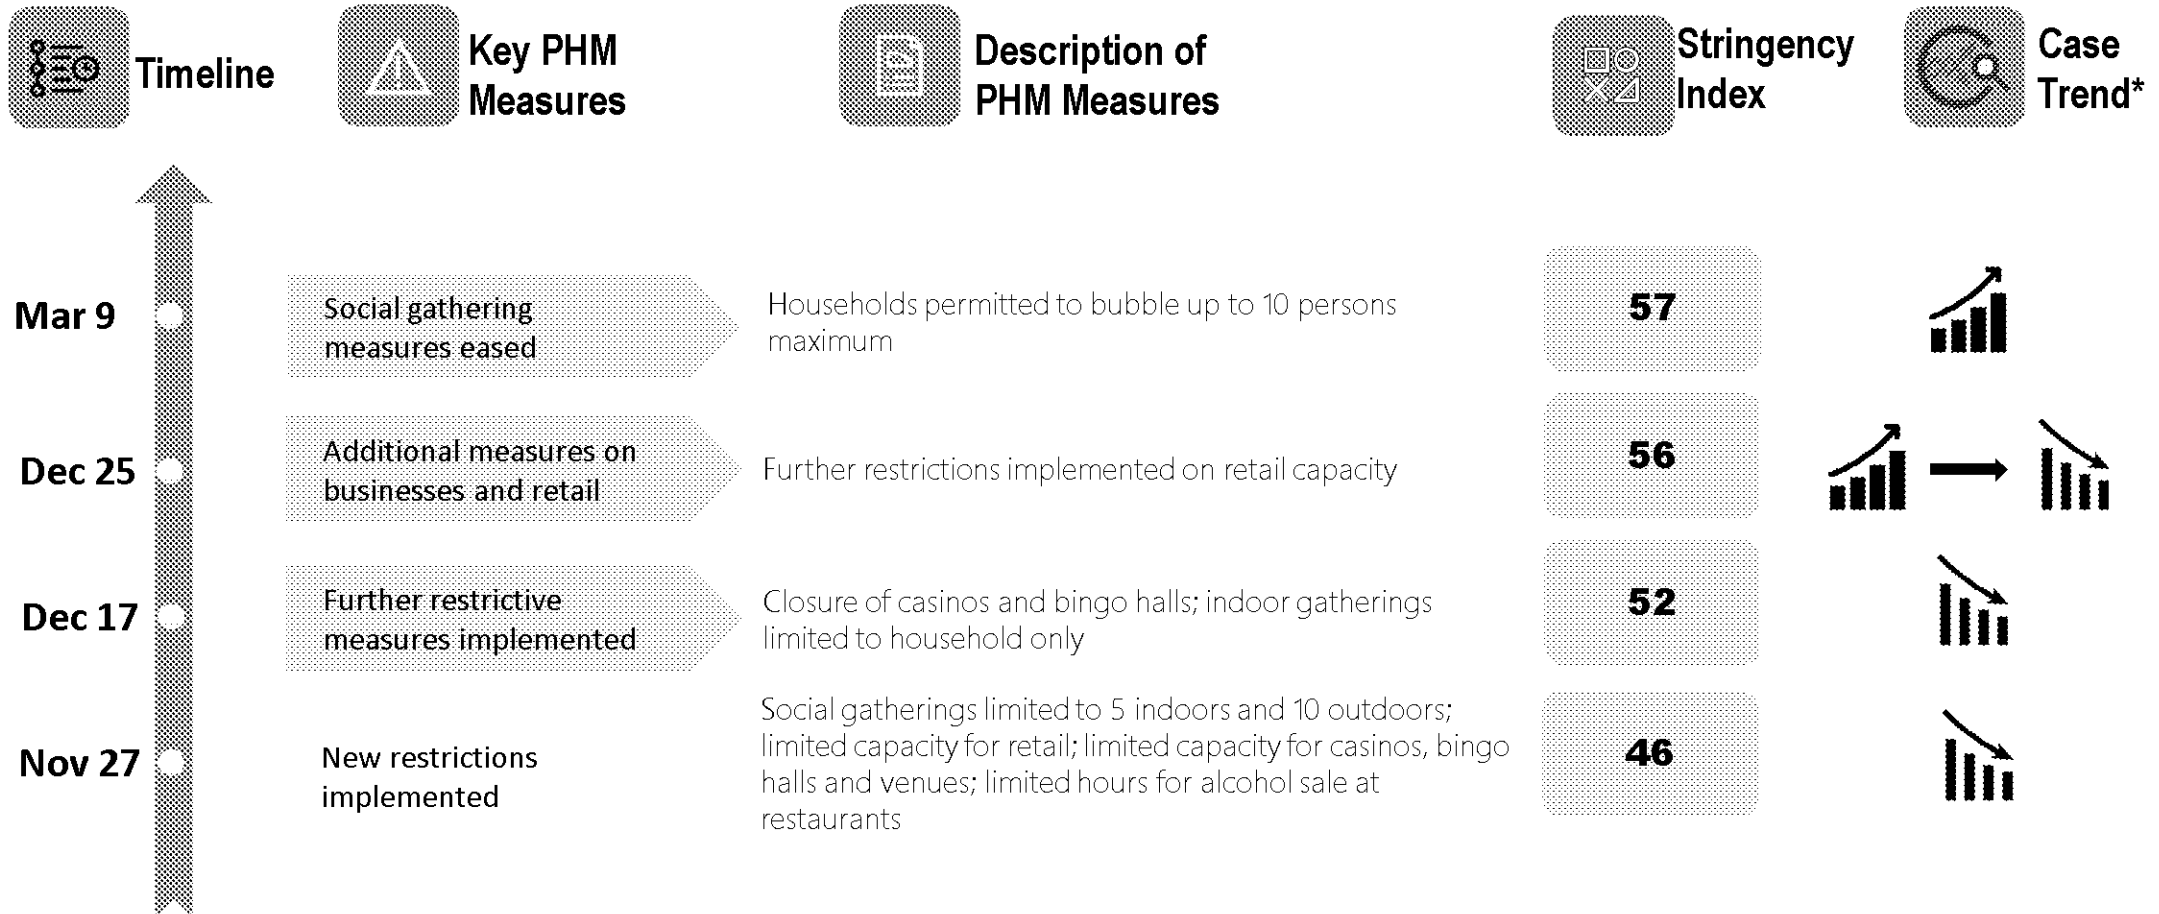 Timeline
Key PHM
Measures
Description of
PHM Measures
Stringency
Index
Case
Trend*
Mar 9
Social gathering
measures eased
Households permitted to bubble up to 10 persons
maximum
57
Dec 25
Additional measures on
businesses and retail
Further restrictions implemented on retail capacity
56
Dec 17
Further restrictive
measures implemented
Closure of casinos and bingo halls; indoor gatherings
limited to household only
52
Nov 27
New restrictions
implemented
Social gatherings limited to 5 indoors and 10 outdoors;
limited capacity for retail; limited capacity for casinos, bingo
halls and venues; limited hours for alcohol sale at
restaurants
46